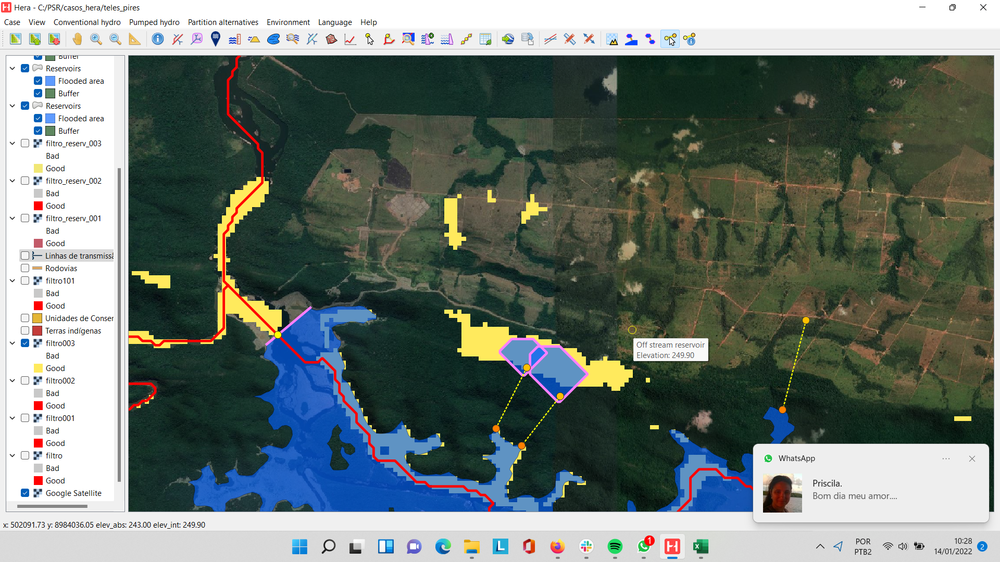 Hera - C:/PSR/casos_hera/teles_pires
Case View Conventional hydro Pumped hydro Partition alternatives Environment Language Help
Buffer
Reservoirs
Flooded area
Buffer
Reservoirs
Flooded area
Buffer
filtro_reserv_003
Bad
Good
filtro_reserv_002
Bad
Good
filtro_reserv_001
Bad
Good
Linhas de transmissã
Rodovias
filtro101
Bad
Good
Unidades de Conser
Terras indígenas
filtro003
Bad
Good
filtro002
Bad
Good
filtro001
Bad
Good
filtro
Bad
Good
Google Satellite
Off stream reservoir
Elevation: 249.90
WhatsApp
Priscila.
Bom dia meu amor....
x: 502091.73 y: 8984036.05 elev_abs: 243.00 elev_int: 249.90
1
POR
PTB2
10:28
14/01/2022
2